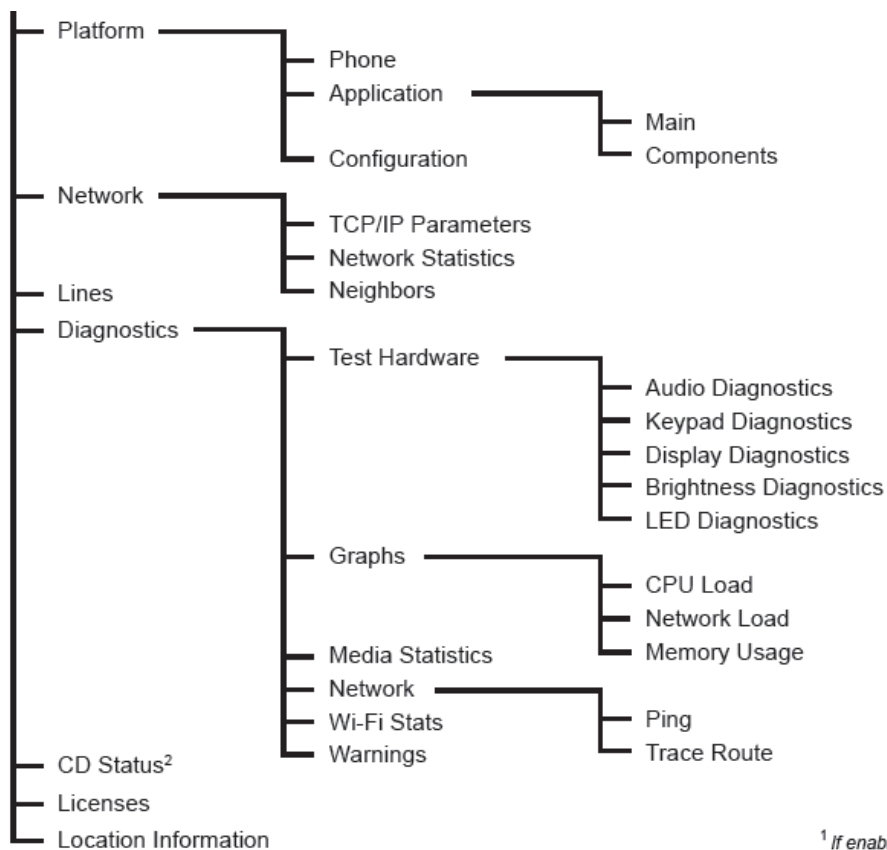 Platform
Phone
Application
Main
Components
Configuration
Network
TCP/IP Parameters
Network Statistics
Neighbors
Lines
Diagnostics
Test Hardware
Audio Diagnostics
Keypad Diagnostics
Display Diagnostics
Brightness Diagnostics
LED Diagnostics
Graphs
CPU Load
Network Load
Memory Usage
Media Statistics
Network
Ping
Trace Route
Wi-Fi Stats
Warnings
CD Status²
Licenses
Location Information
¹ If enab